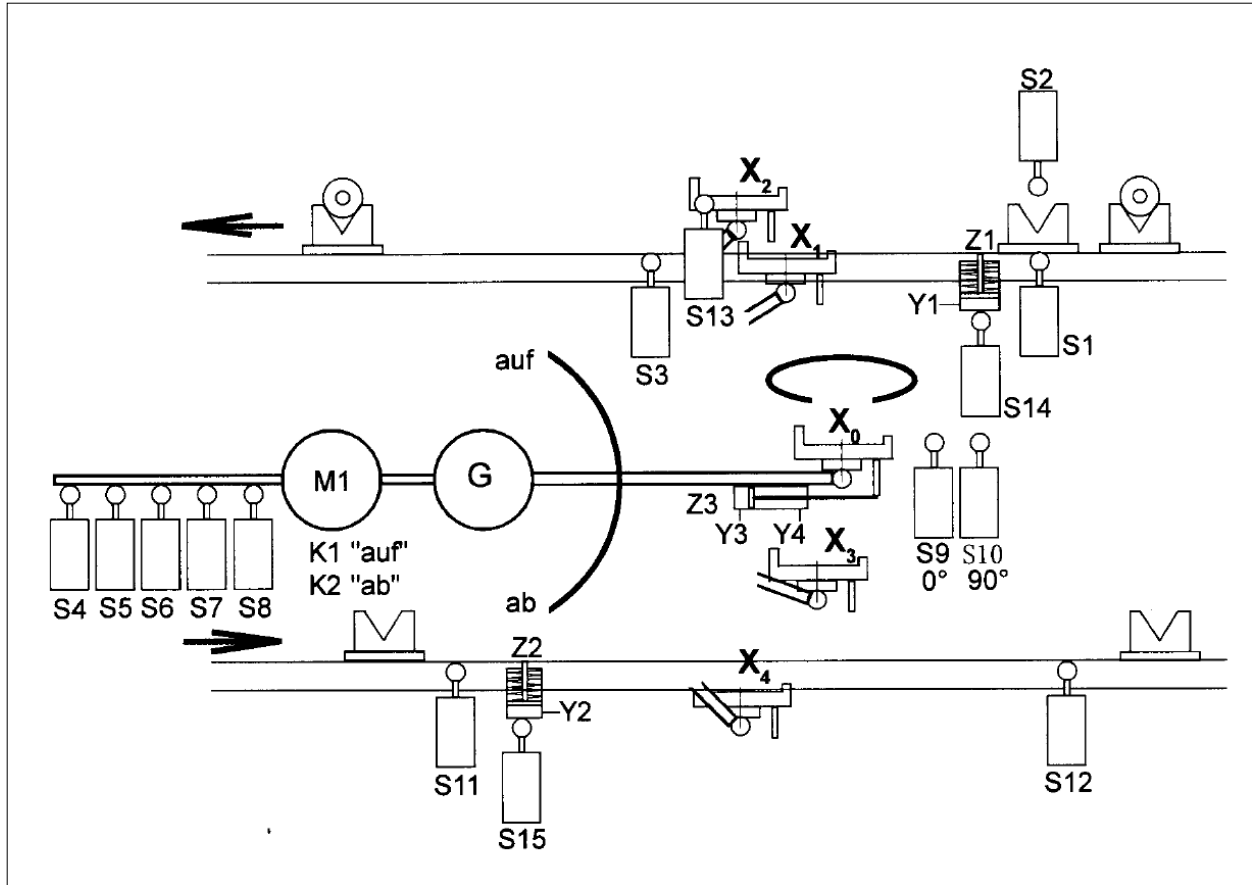 S2
X2
X1
Z1
S13
Y1
S3
S1
S14
auf
X0
M1
G
Z3
Y3 Y4
X3
K1 "auf"
K2 "ab"
S9 S10
0° 90°
S4 S5 S6 S7 S8
ab
Z2
X4
Y2
S11
S12
S15